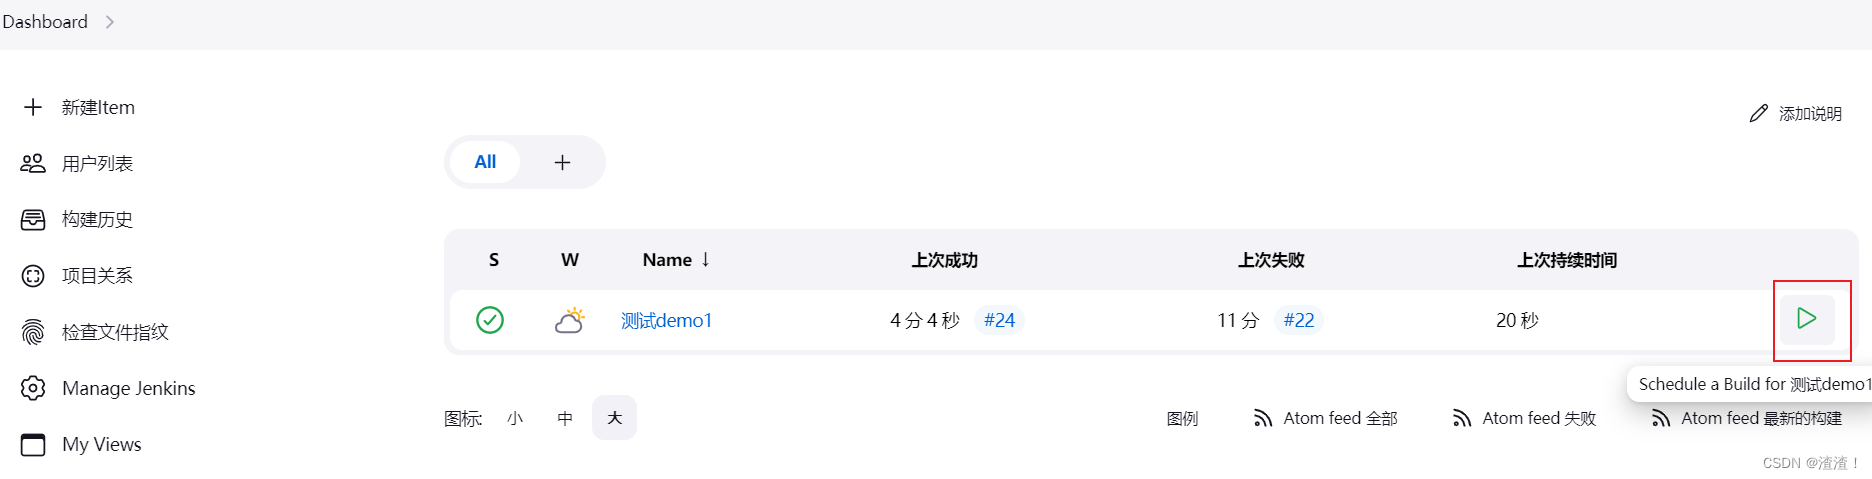 Dashboard
新建Item
添加说明
用户列表
All
构建历史
S W Name ↓ 上次成功 上次失败 上次持续时间
项目关系
测试demo1 4 分 4 秒 #24 11 分 #22 20 秒
检查文件指纹
Manage Jenkins
Schedule a Build for 测试demo1
图标: 小 中 大 图例 Atom feed 全部 Atom feed 失败 Atom feed 最新的构建
My Views
CSDN @渣渣！